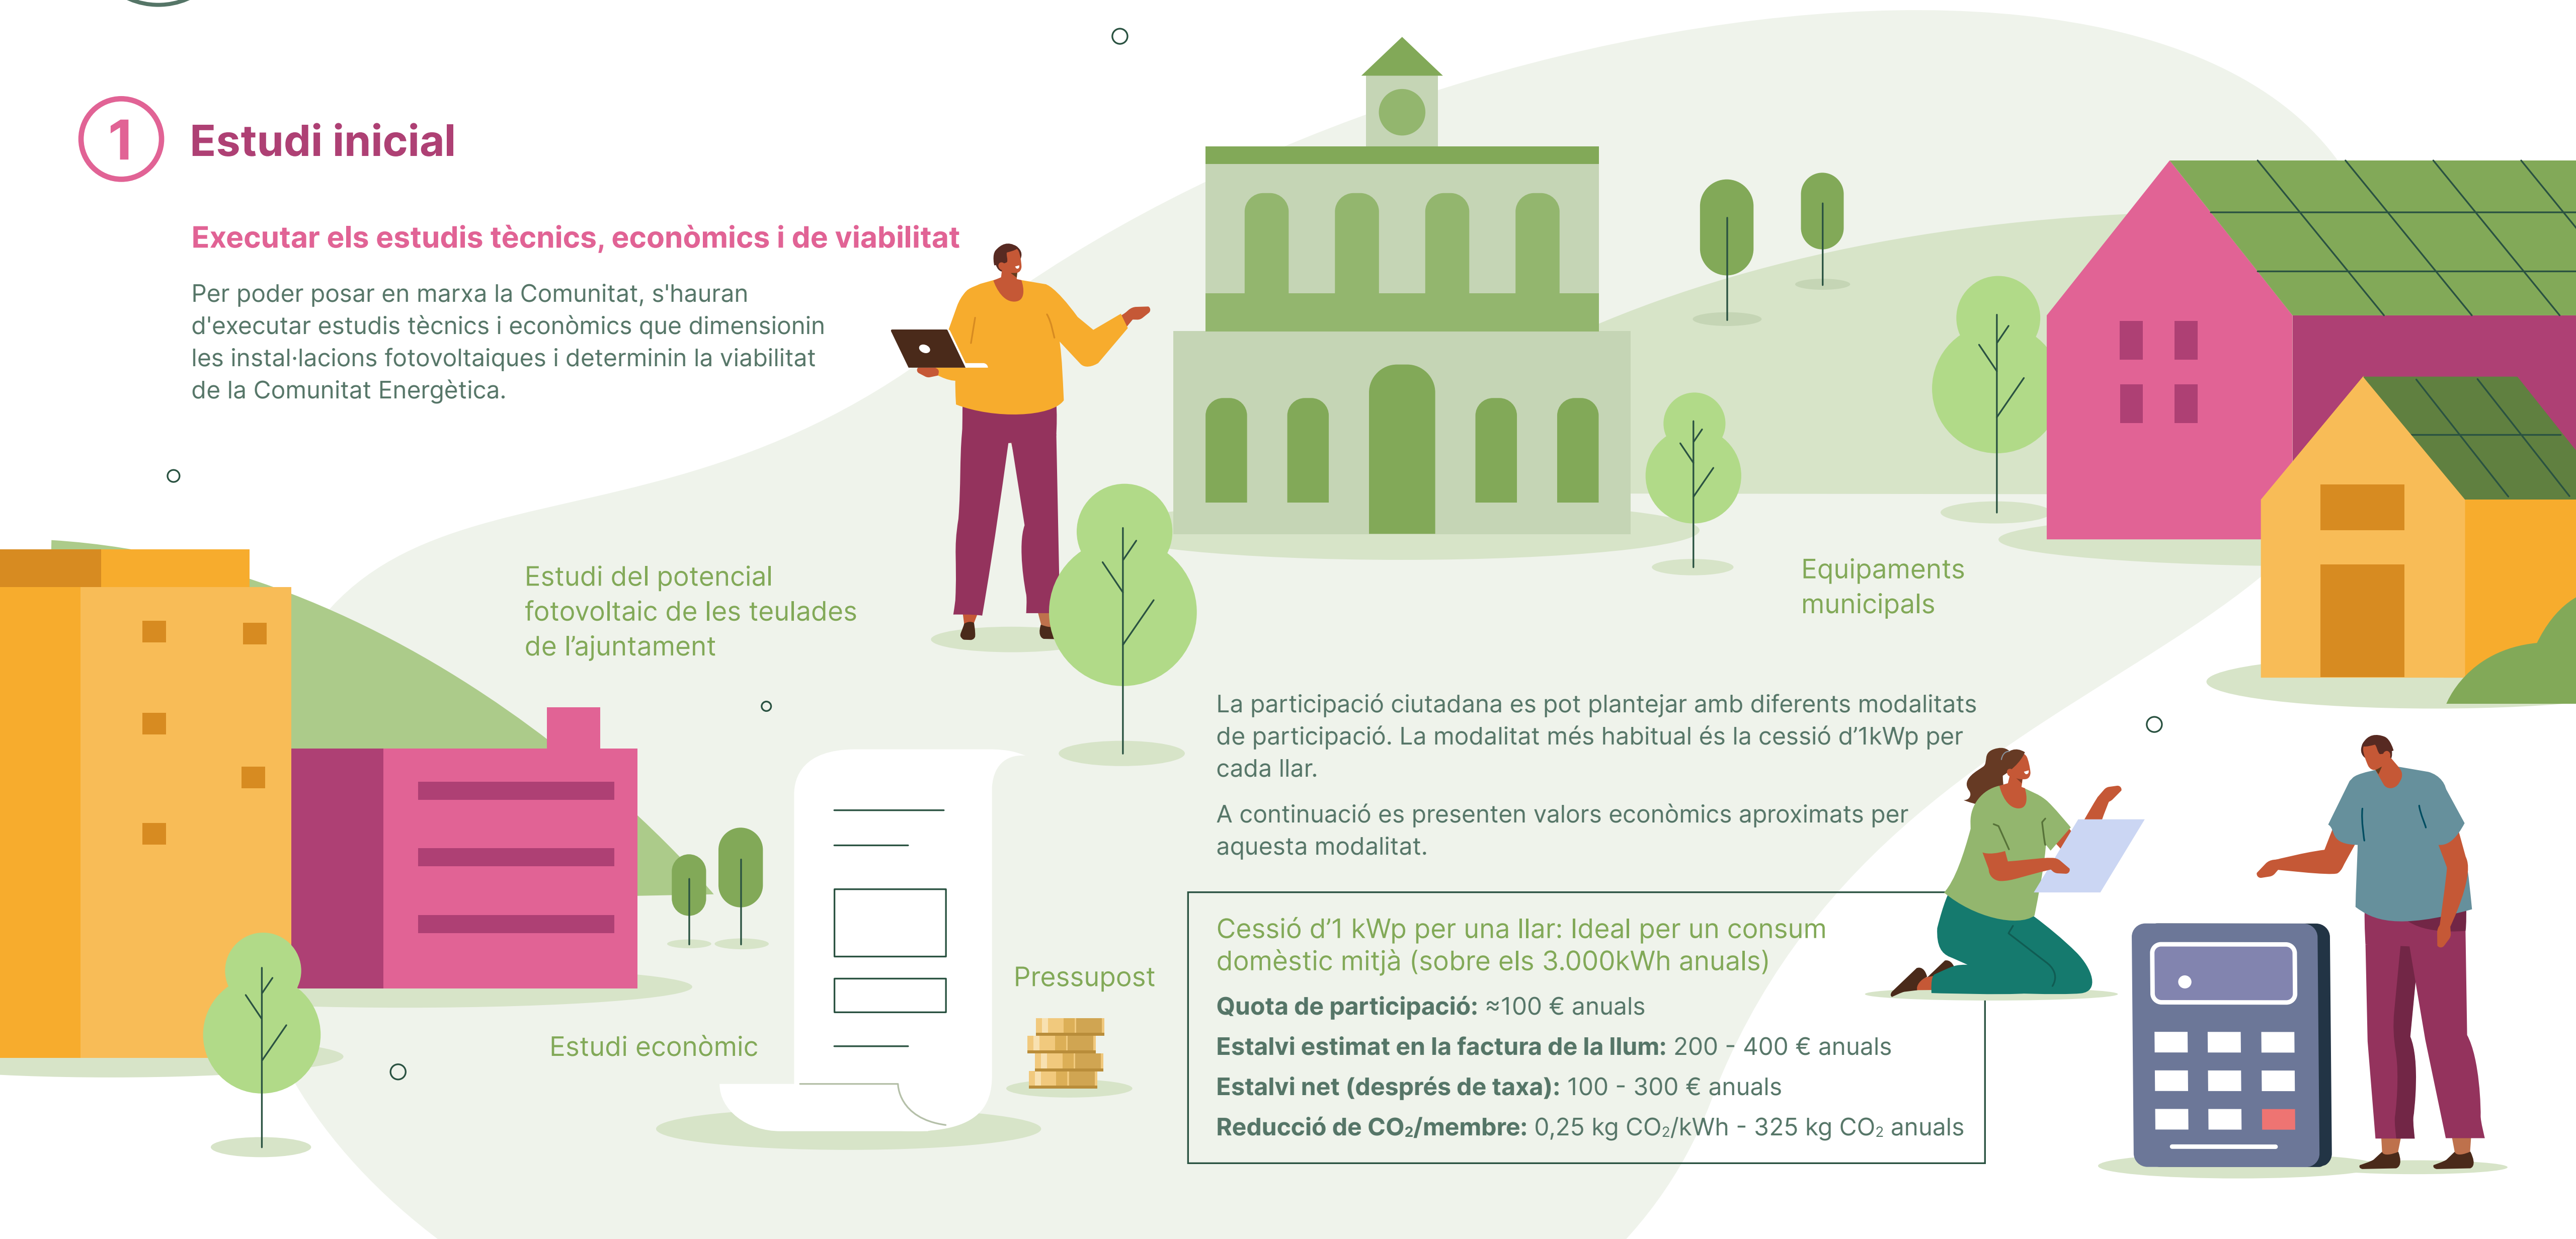 1 Estudi inicial
Executar els estudis tècnics, econòmics i de viabilitat
Per poder posar en marxa la Comunitat, s'hauran
d'executar estudis tècnics i econòmics que dimensionin
les instal·lacions fotovoltaiques i determinin la viabilitat
de la Comunitat Energètica.
Estudi del potencial
fotovoltaic de les teulades
de l’ajuntament
Equipaments
municipals
Estudi econòmic
Pressupost
La participació ciutadana es pot plantejar amb diferents modalitats
de participació. La modalitat més habitual és la cessió d’1kWp per
cada llar.
A continuació es presenten valors econòmics aproximats per
aquesta modalitat.
Cessió d’1 kWp per una llar: Ideal per un consum
domèstic mitjà (sobre els 3.000kWh anuals)
Quota de participació: ≈100 € anuals
Estalvi estimat en la factura de la llum: 200 - 400 € anuals
Estalvi net (després de taxa): 100 - 300 € anuals
Reducció de CO₂/membre: 0,25 kg CO₂/kWh - 325 kg CO₂ anuals